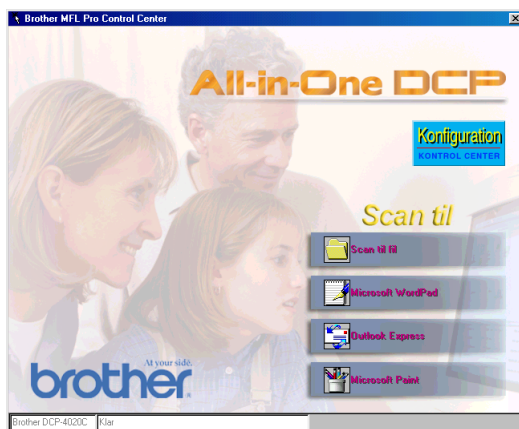 Brother MFL Pro Control Center
All-in-One DCP
Konfiguration
KONTROL CENTER
Scan til
Scan til fil
Microsoft WordPad
Outlook Express
Microsoft Paint
At your side.
brother
Brother DCP-4020C Klar